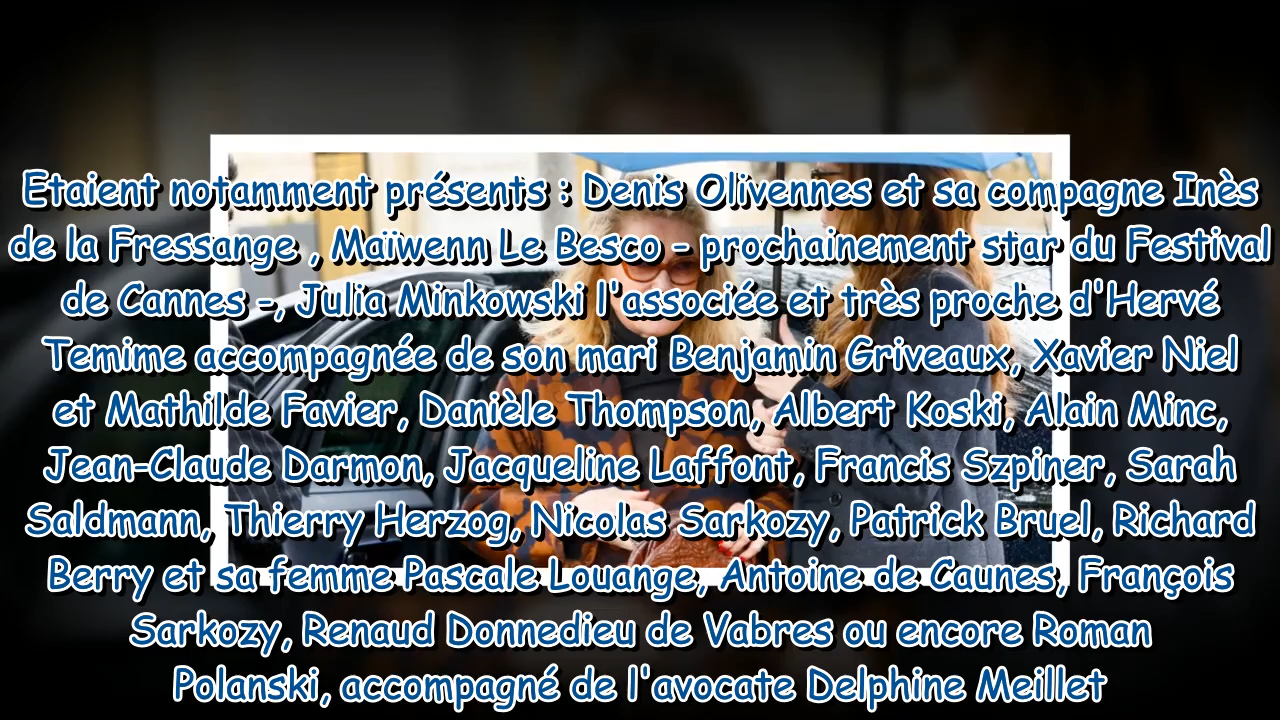 Etaient notamment présents : Denis Olivennes et sa compagne Inès
de la Fressange , Maïwenn Le Besco - prochainement star du Festival
de Cannes -, Julia Minkowski l'associée et très proche d'Hervé
Temime accompagnée de son mari Benjamin Griveaux, Xavier Niel
et Mathilde Favier, Danièle Thompson, Albert Koski, Alain Minc,
Jean-Claude Darmon, Jacqueline Laffont, Francis Szpiner, Sarah
Saldmann, Thierry Herzog, Nicolas Sarkozy, Patrick Bruel, Richard
Berry et sa femme Pascale Louange, Antoine de Caunes, François
Sarkozy, Renaud Donnedieu de Vabres ou encore Roman
Polanski, accompagné de l'avocate Delphine Meillet